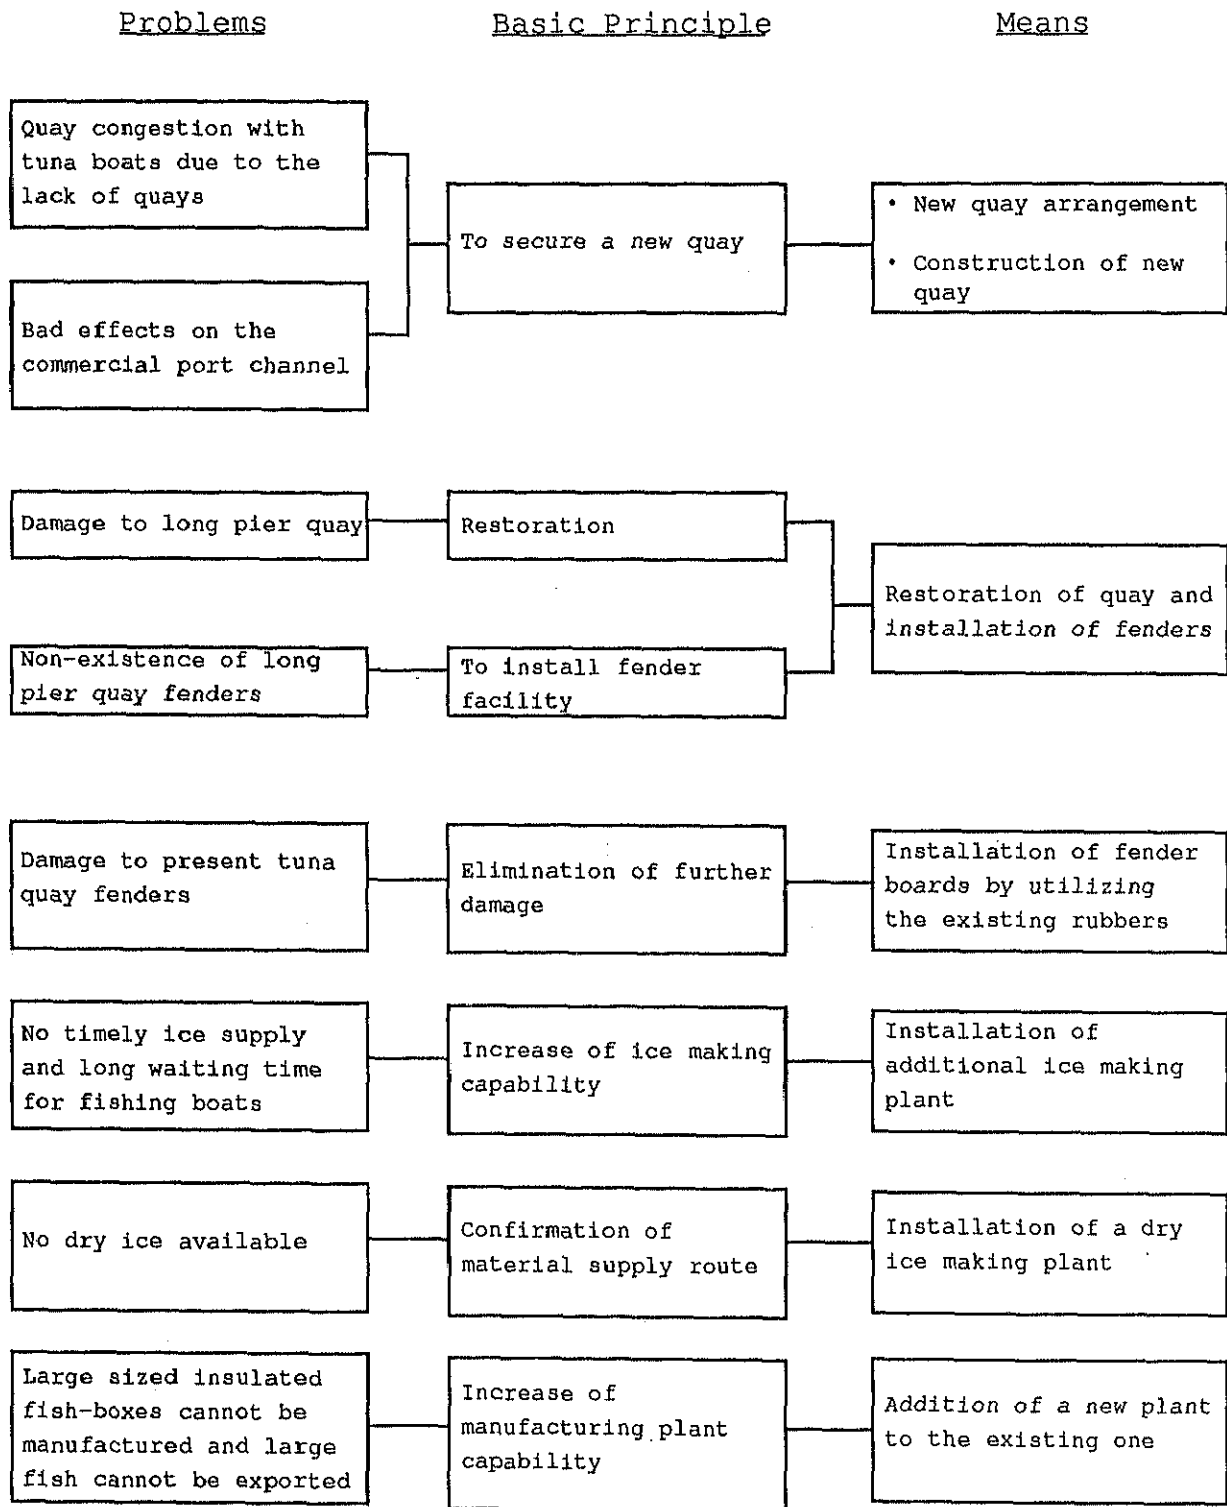 Problems
Basic Principle
Means
Quay congestion with
tuna boats due to the
lack of quays
Bad effects on the
commercial port channel
To secure a new quay
• New quay arrangement
• Construction of new
quay
Damage to long pier quay
Restoration
Non-existence of long
pier quay fenders
To install fender
facility
Restoration of quay and
installation of fenders
Damage to present tuna
quay fenders
Elimination of further
damage
Installation of fender
boards by utilizing
the existing rubbers
No timely ice supply
and long waiting time
for fishing boats
Increase of ice making
capability
Installation of
additional ice making
plant
No dry ice available
Confirmation of
material supply route
Installation of a dry
ice making plant
Large sized insulated
fish-boxes cannot be
manufactured and large
fish cannot be exported
Increase of
manufacturing plant
capability
Addition of a new plant
to the existing one